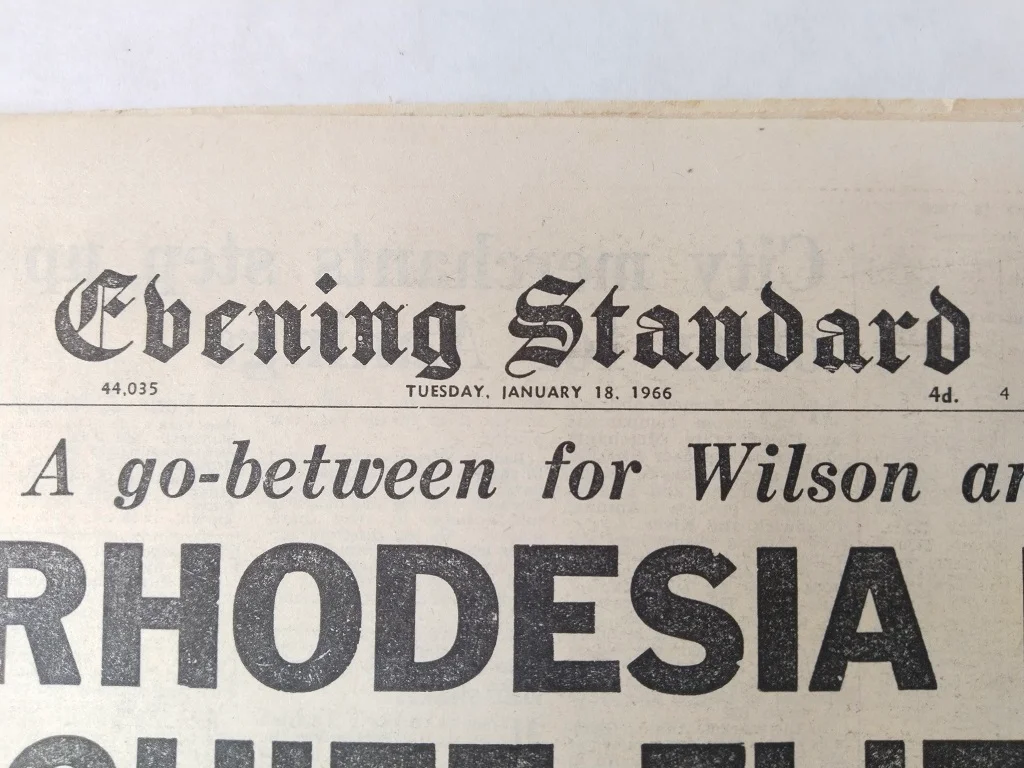 Evening Standard
44,035 TUESDAY, JANUARY 18, 1966 4d. 4
A go-between for Wilson
RHODESIA